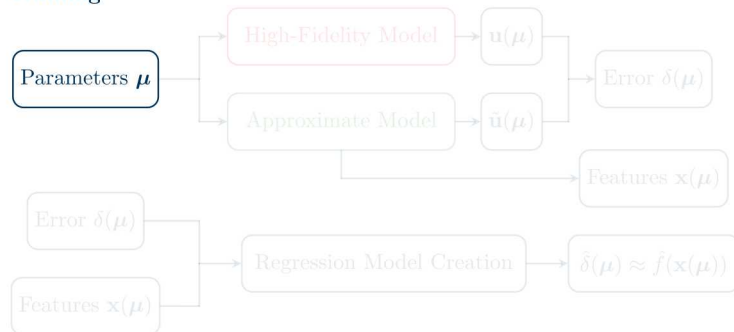 Parameters μ
High-Fidelity Model
u(μ)
Error δ(μ)
Approximate Model
ũ(μ)
Features x(μ)
Error δ(μ)
Regression Model Creation
δ̂(μ) ≈ f̂(x(μ))
Features x(μ)